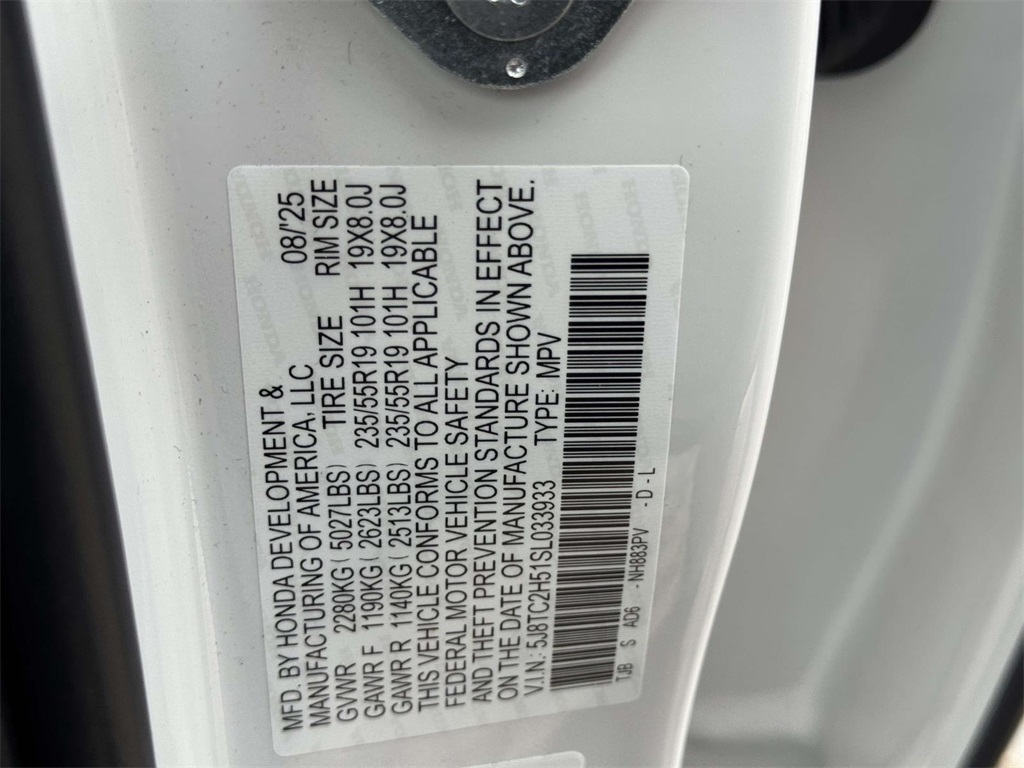 MFD. BY HONDA DEVELOPMENT & 08/'25
MANUFACTURING OF AMERICA, LLC
TIRE SIZE RIM SIZE
GVWR 2280KG ( 5027LBS)
GAWR F 1190KG ( 2623LBS) 235/55R19 101H 19X8.0J
GAWR R 1140KG ( 2513LBS) 235/55R19 101H 19X8.0J
THIS VEHICLE CONFORMS TO ALL APPLICABLE
FEDERAL MOTOR VEHICLE SAFETY
AND THEFT PREVENTION STANDARDS IN EFFECT
ON THE DATE OF MANUFACTURE SHOWN ABOVE.
V.I.N.: 5J8TC2H51SL033933 TYPE: MPV
TJB S AD6 -NH883PV -D-L